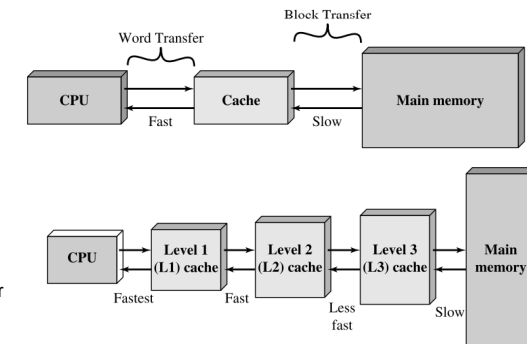 Block Transfer
Word Transfer
CPU
Cache
Main memory
Fast
Slow
CPU
Level 1
(L1) cache
Level 2
(L2) cache
Level 3
(L3) cache
Main
memory
Fastest
Fast
Less
fast
Slow
r